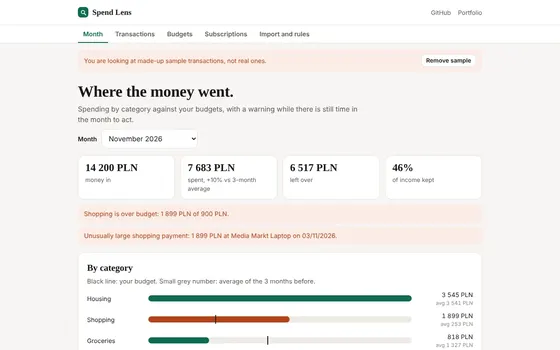 Spend Lens
GitHub Portfolio
Month Transactions Budgets Subscriptions Import and rules
You are looking at made-up sample transactions, not real ones.
Remove sample
Where the money went.
Spending by category against your budgets, with a warning while there is still time in
the month to act.
Month November 2026
14 200 PLN
money in
7 683 PLN
spent, +10% vs 3-month
average
6 517 PLN
left over
46%
of income kept
Shopping is over budget: 1 899 PLN of 900 PLN.
Unusually large shopping payment: 1 899 PLN at Media Markt Laptop on 03/11/2026.
By category
Black line: your budget. Small grey number: average of the 3 months before.
Housing
3 545 PLN
avg 3 541 PLN
Shopping
1 899 PLN
avg 253 PLN
Groceries
818 PLN
avg 1 327 PLN